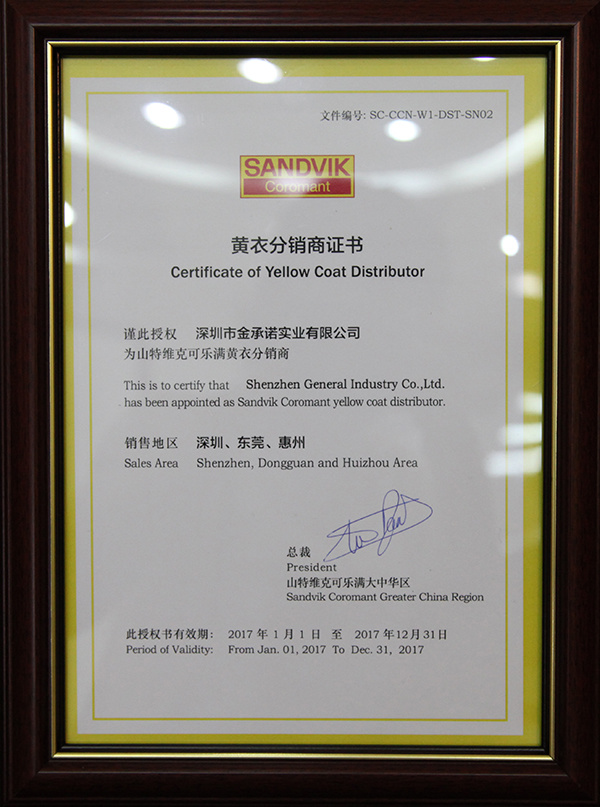 文件编号: SC-CCN-W1-DST-SN02
SANDVIK
Coromant
黄衣分销商证书
Certificate of Yellow Coat Distributor
谨此授权 深圳市金承诺实业有限公司
为山特维克可乐满黄衣分销商
This is to certify that Shenzhen General Industry Co.,Ltd.
has been appointed as Sandvik Coromant yellow coat distributor.
销售地区 深圳、东莞、惠州
Sales Area Shenzhen, Dongguan and Huizhou Area
总裁
President
山特维克可乐满大中华区
Sandvik Coromant Greater China Region
此授权书有效期: 2017 年 1 月 1 日 至 2017 年 12 月 31 日
Period of Validity: From Jan. 01, 2017 To Dec. 31, 2017